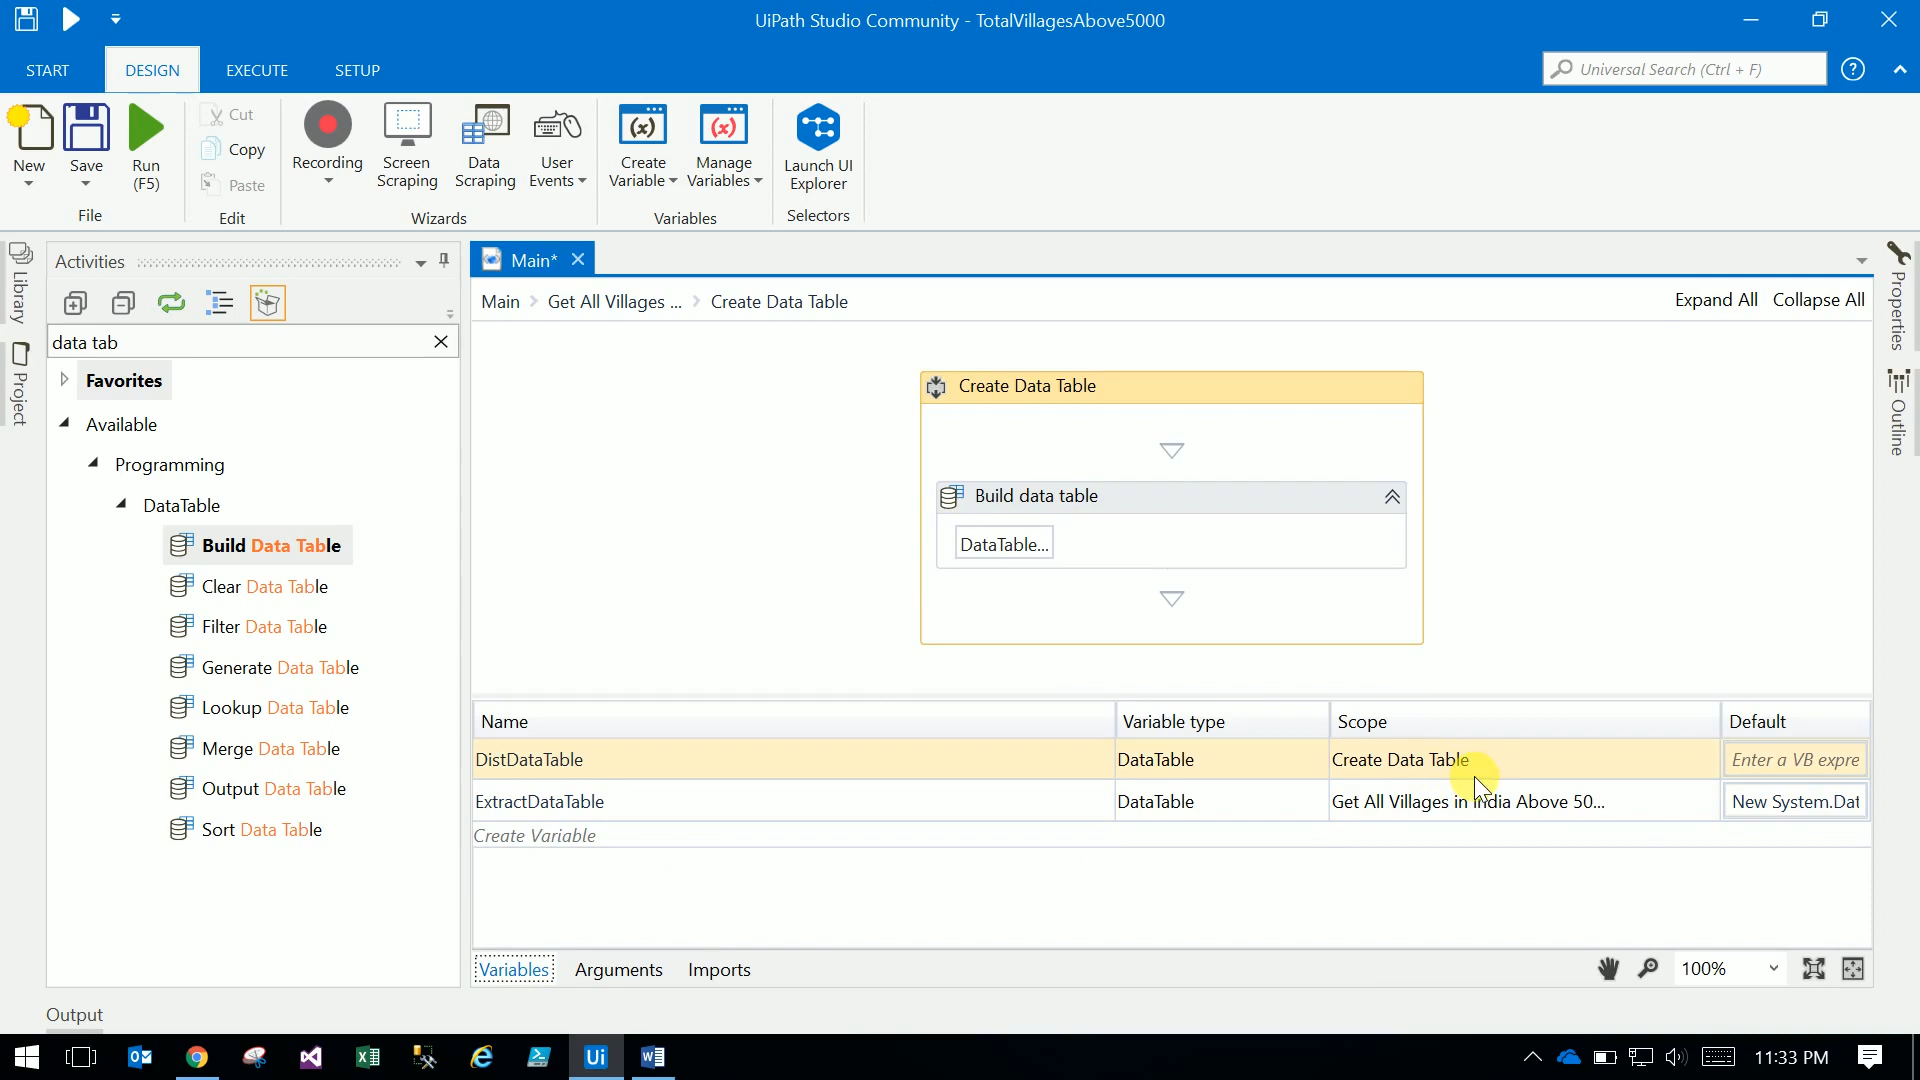 UiPath Studio Community - TotalVillagesAbove5000
START
DESIGN
EXECUTE
SETUP
Universal Search (Ctrl + F)
New
Save
Run
(F5)
Cut
Copy
Paste
Recording
Screen
Scraping
Data
Scraping
User
Events
Create
Variable
Manage
Variables
Launch UI
Explorer
File
Edit
Wizards
Variables
Selectors
Library
Project
Activities
data tab
Favorites
Available
Programming
DataTable
Build Data Table
Clear Data Table
Filter Data Table
Generate Data Table
Lookup Data Table
Merge Data Table
Output Data Table
Sort Data Table
Main*
Main
Get All Villages ...
Create Data Table
Expand All
Collapse All
Create Data Table
Build data table
DataTable...
Name
Variable type
Scope
Default
DistDataTable
DataTable
Create Data Table
Enter a VB expre
ExtractDataTable
DataTable
Get All Villages in India Above 50...
New System.Dat
Create Variable
Variables
Arguments
Imports
100%
Properties
Outline
Output
Ui
11:33 PM